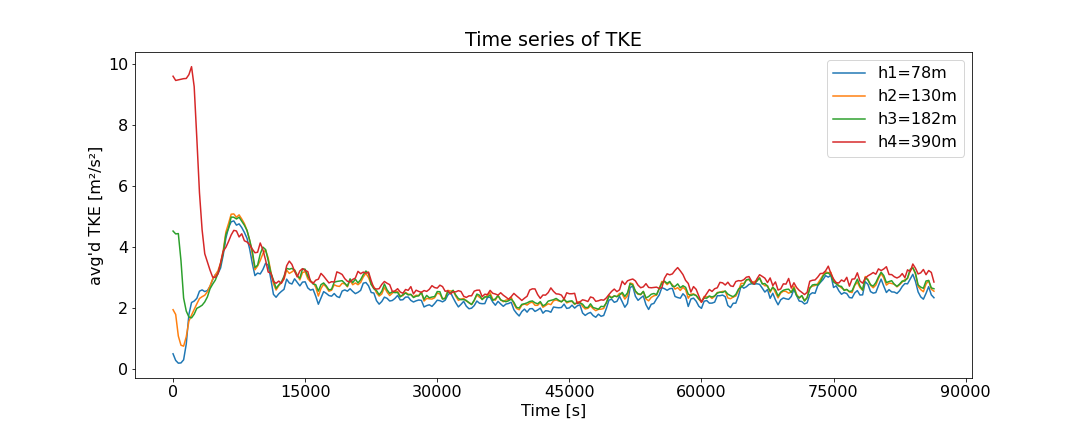 Time series of TKE
avg'd TKE [m²/s²]
10
8
6
4
2
0
h1=78m
h2=130m
h3=182m
h4=390m
0 15000 30000 45000 60000 75000 90000
Time [s]